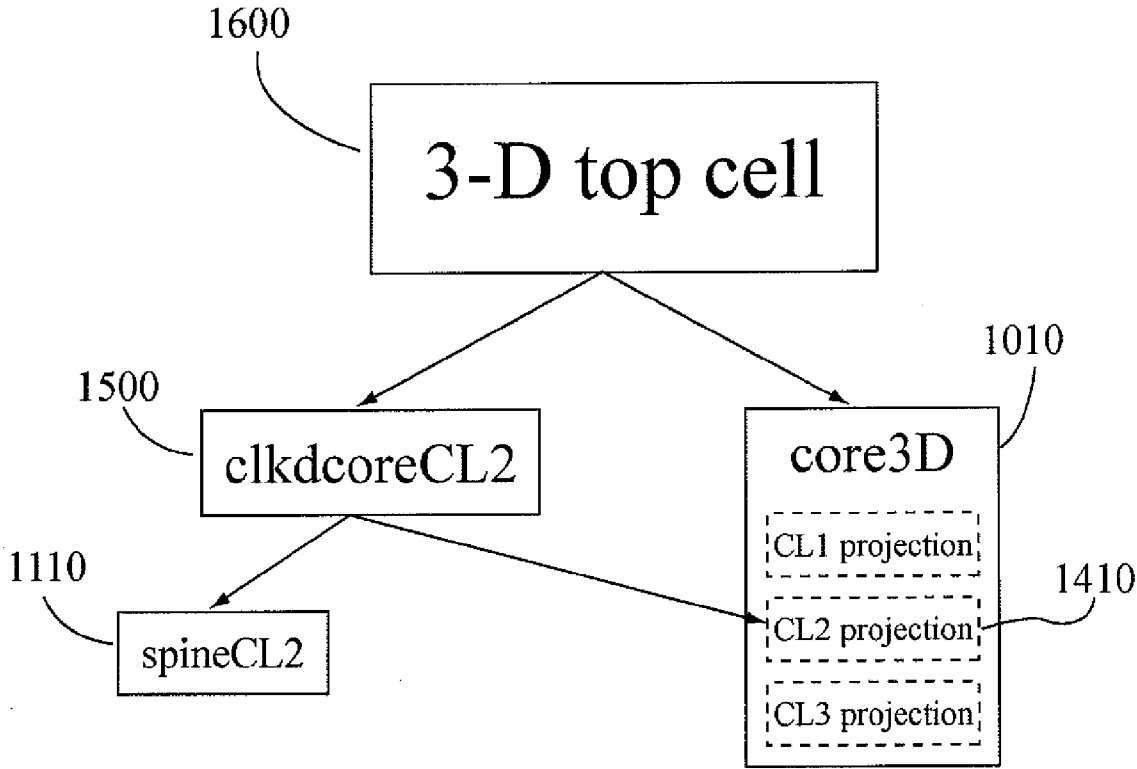 1600
3-D top cell
1010
1500
clkdcoreCL2
core3D
CL1 projection
1110
1410
spineCL2
CL2 projection
CL3 projection